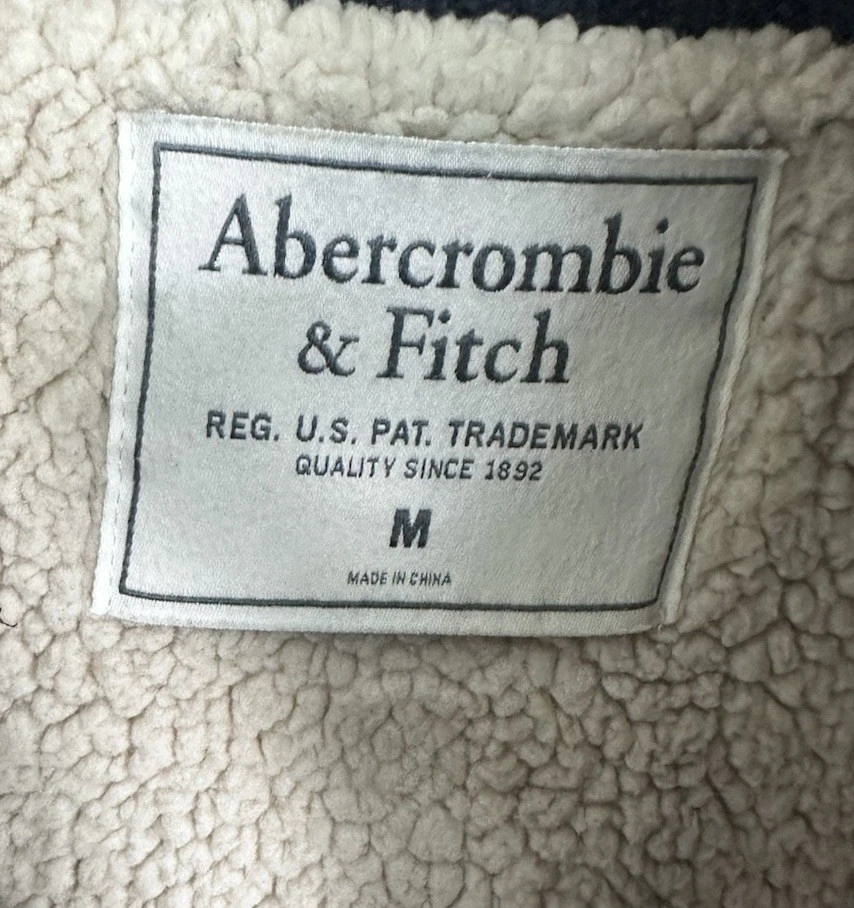 Abercrombie
& Fitch
REG. U.S. PAT. TRADEMARK
QUALITY SINCE 1892
M
MADE IN CHINA